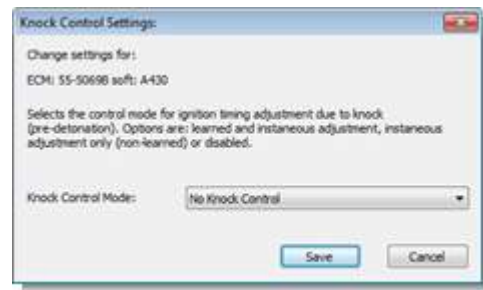 Knock Control Settings:
Change settings for:
ECM: 55-5069B soft: A430
Selects the control mode for ignition timing adjustment due to knock
(pre-detonation). Options are: learned and instaneous adjustment, instaneous
adjustment only (non-learned) or disabled.
Knock Control Mode: No Knock Control
Save Cancel